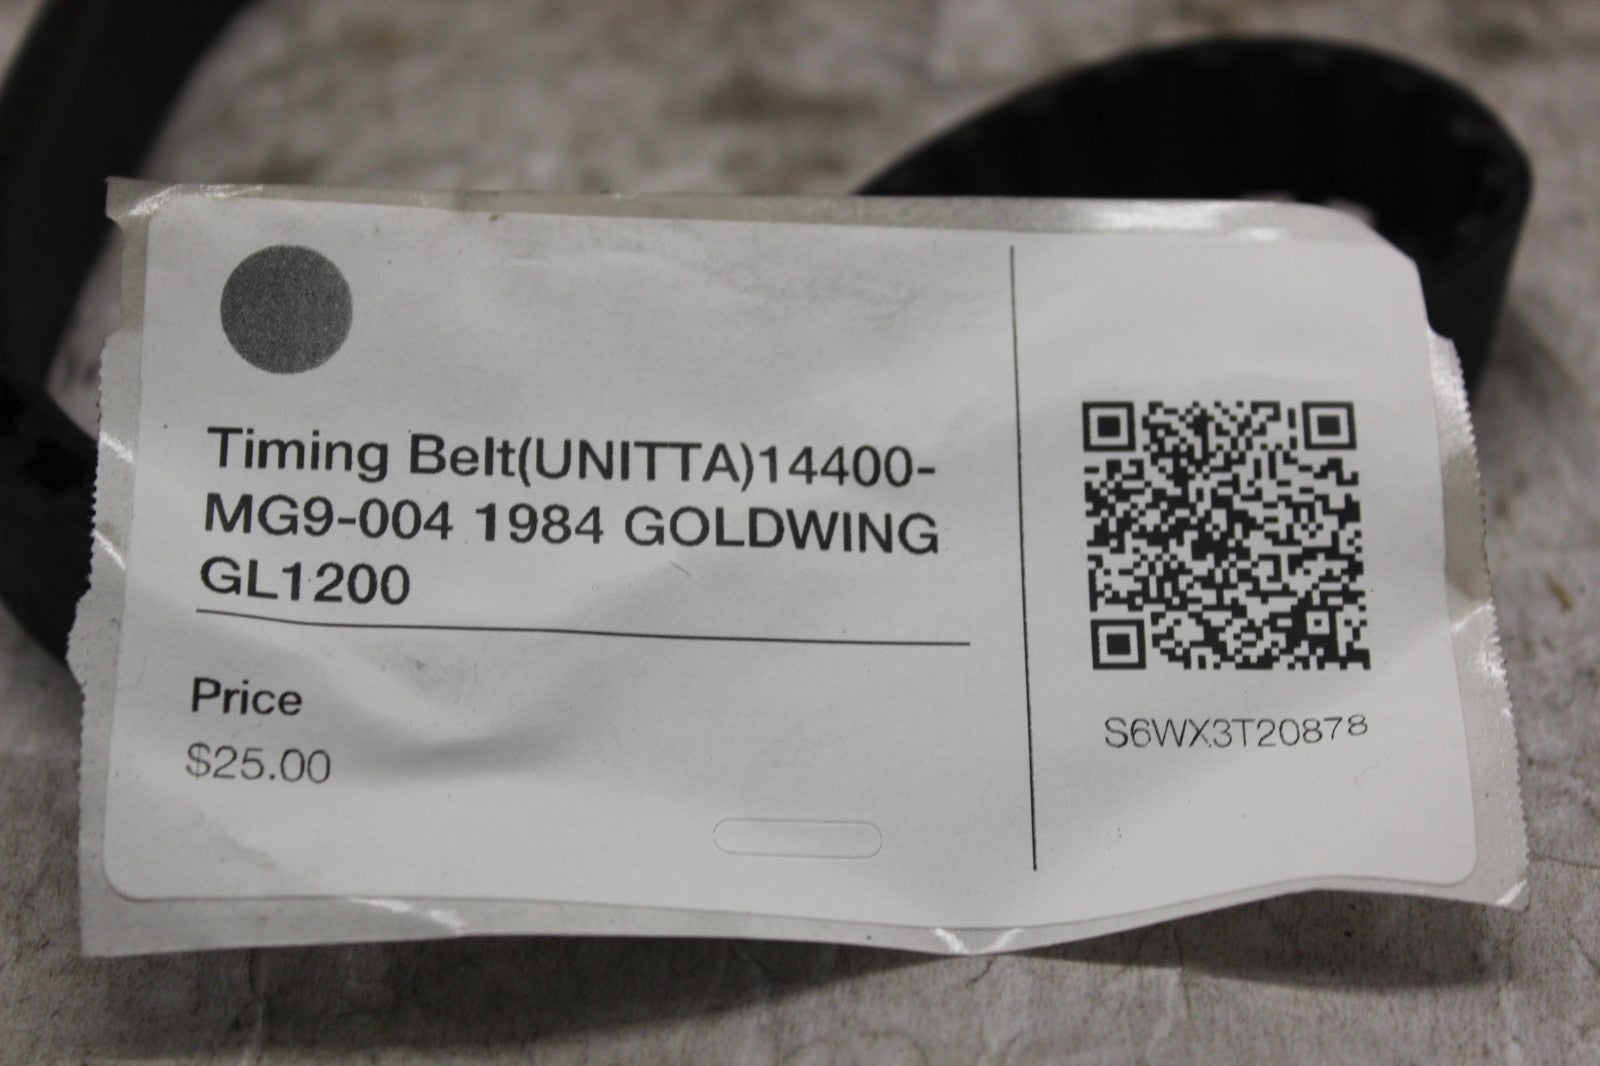 Timing Belt(UNITTA)14400-
MG9-004 1984 GOLDWING
GL1200
Price
$25.00
S6WX3T20878